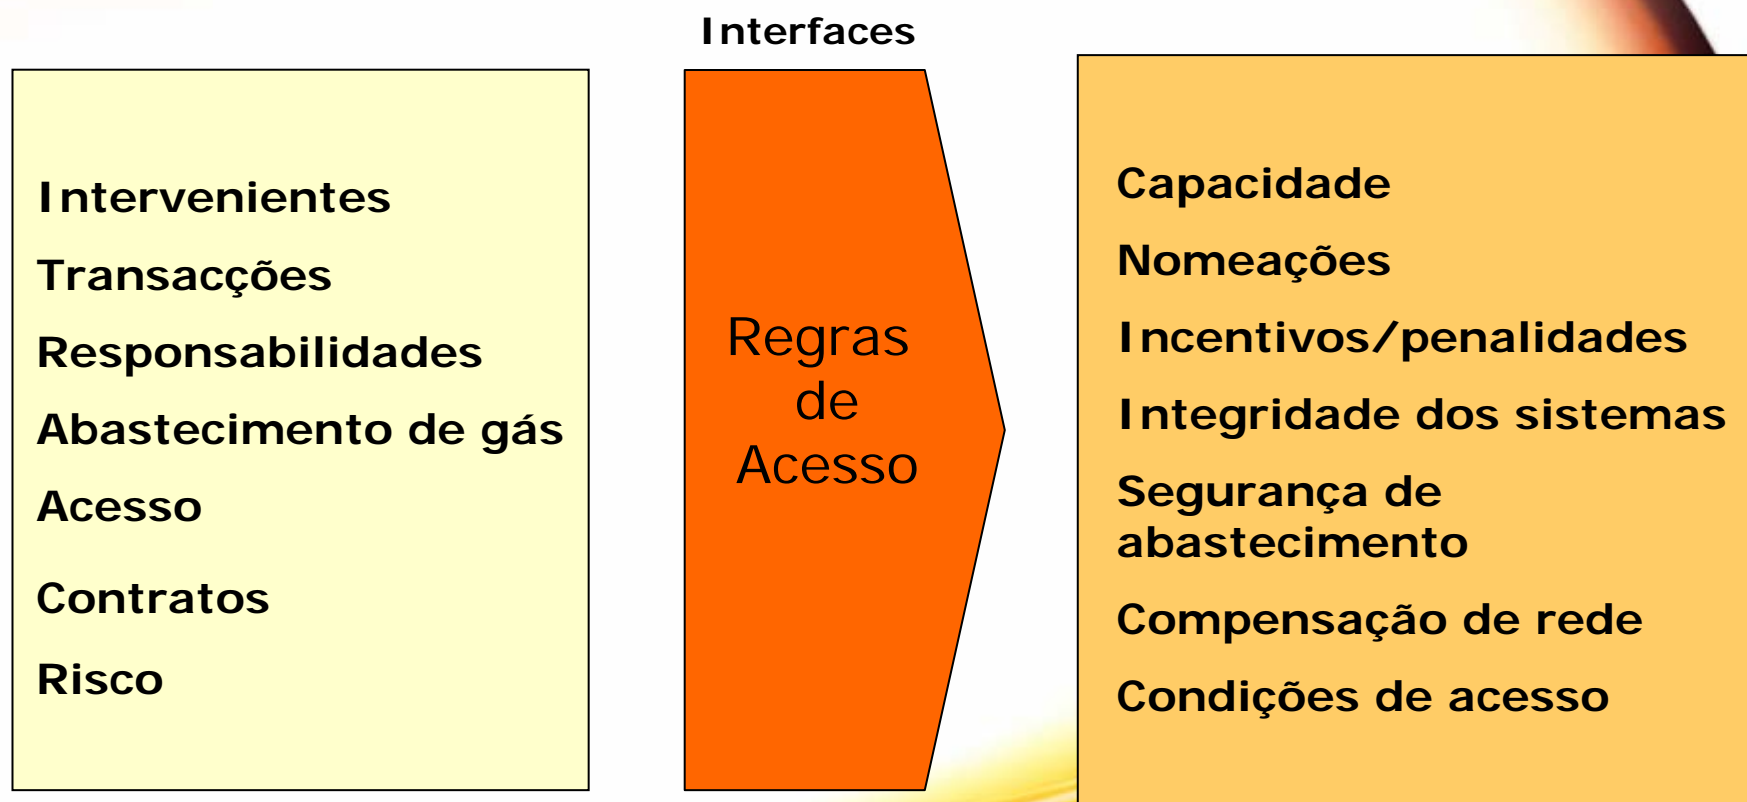 Interfaces
Intervenientes
Transacções
Responsabilidades
Abastecimento de gás
Acesso
Contratos
Risco
Regras
de
Acesso
Capacidade
Nomeações
Incentivos/penalidades
Integridade dos sistemas
Segurança de
abastecimento
Compensação de rede
Condições de acesso